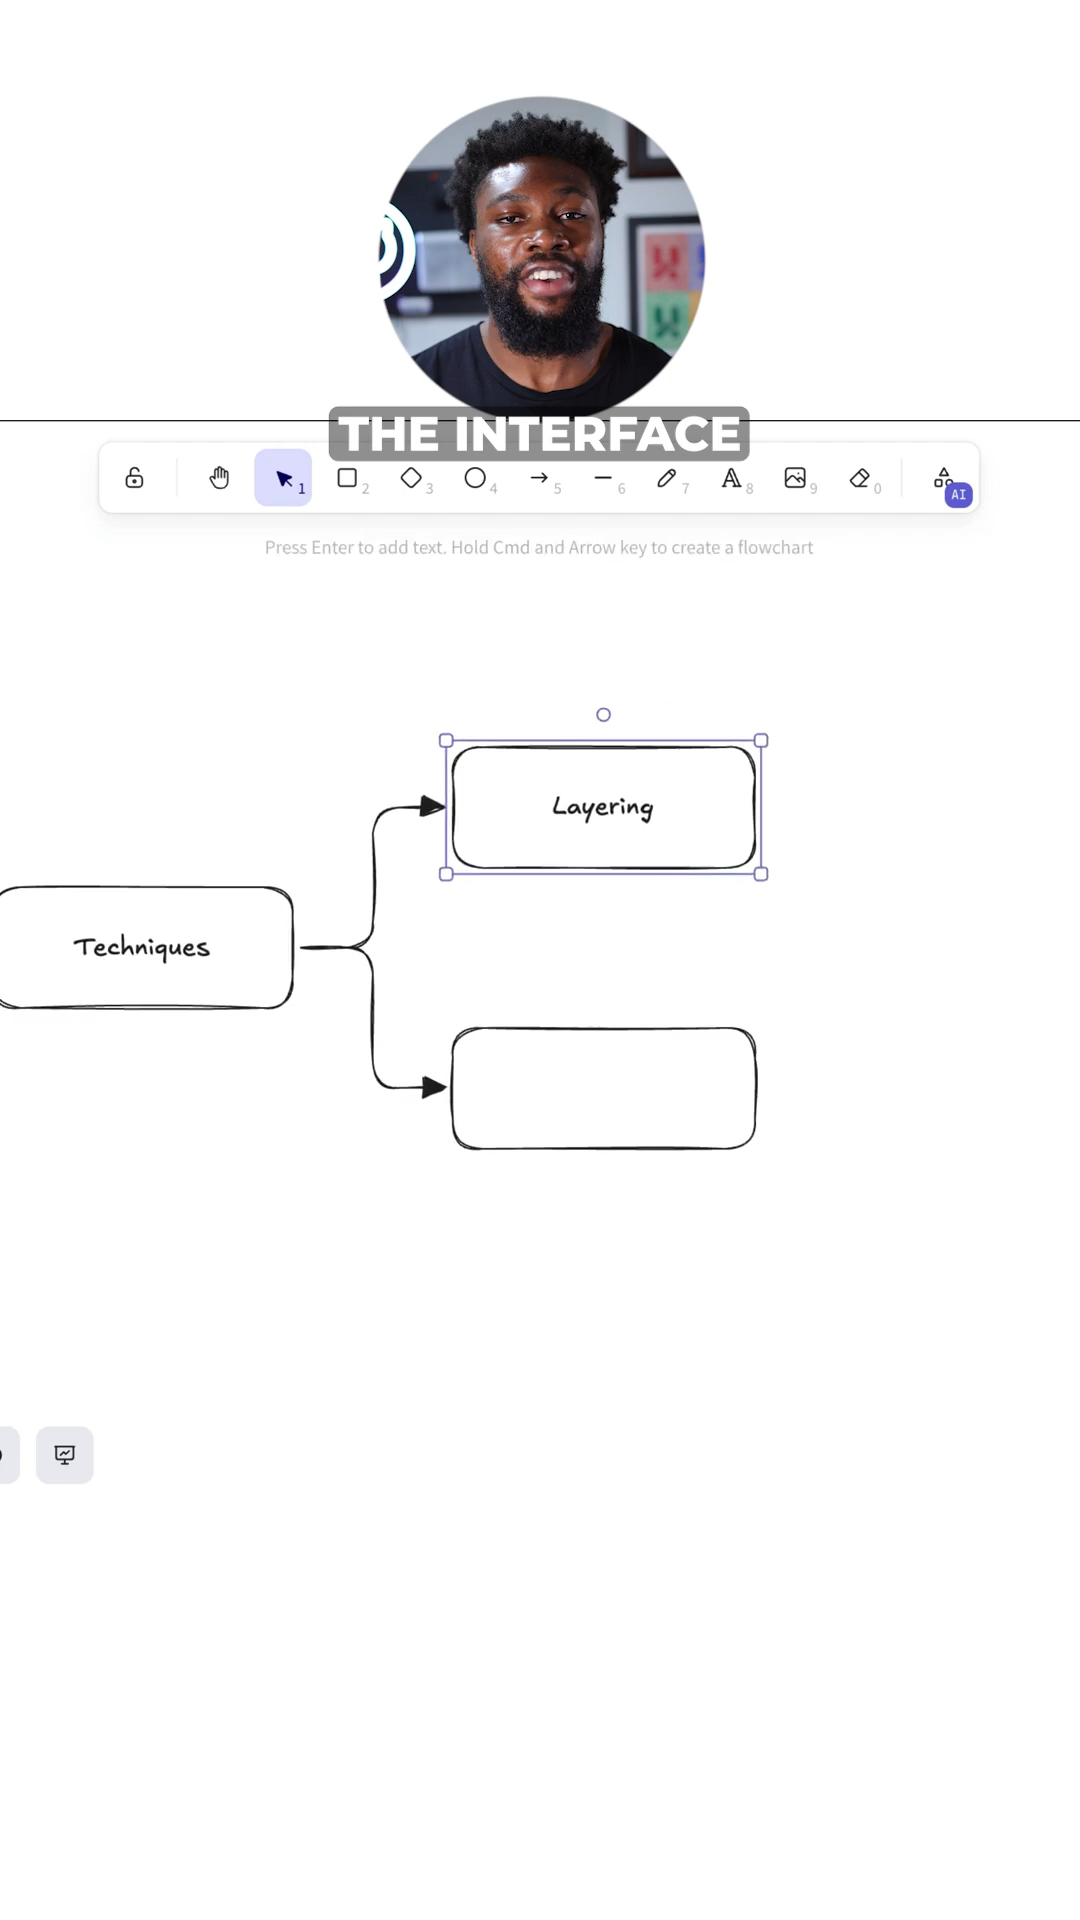 THE INTERFACE
1 2 3 4 5 6 7 8 9 0 AI
Press Enter to add text. Hold Cmd and Arrow key to create a flowchart
Layering
Techniques